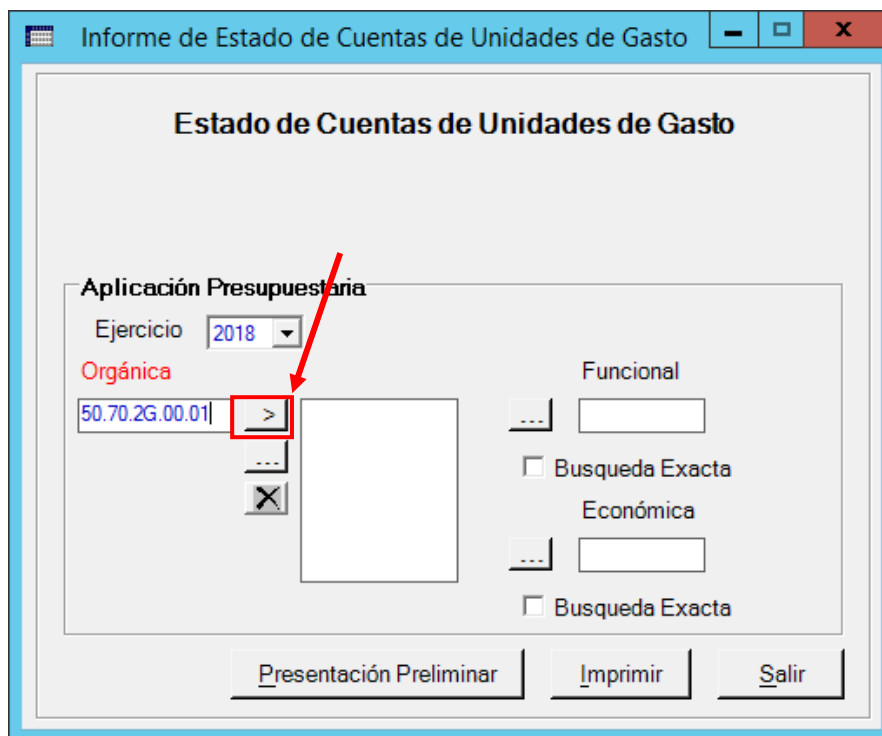 Informe de Estado de Cuentas de Unidades de Gasto
Estado de Cuentas de Unidades de Gasto
Aplicación Presupuestaria
Ejercicio 2018
Orgánica
Funcional
50.70.2G.00.01 > ...
...
X
Busqueda Exacta
Económica
...
Busqueda Exacta
Presentación Preliminar Imprimir Salir